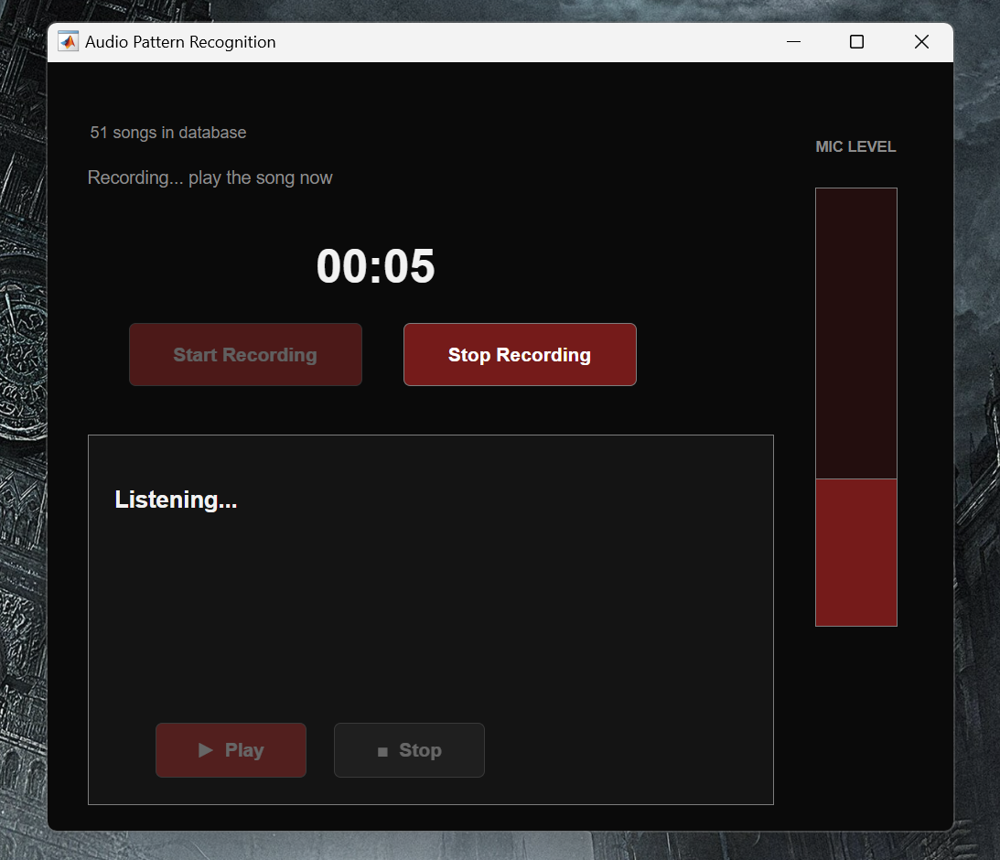 Audio Pattern Recognition
51 songs in database
MIC LEVEL
Recording... play the song now
00:05
Start Recording
Stop Recording
Listening...
▶ Play
■ Stop